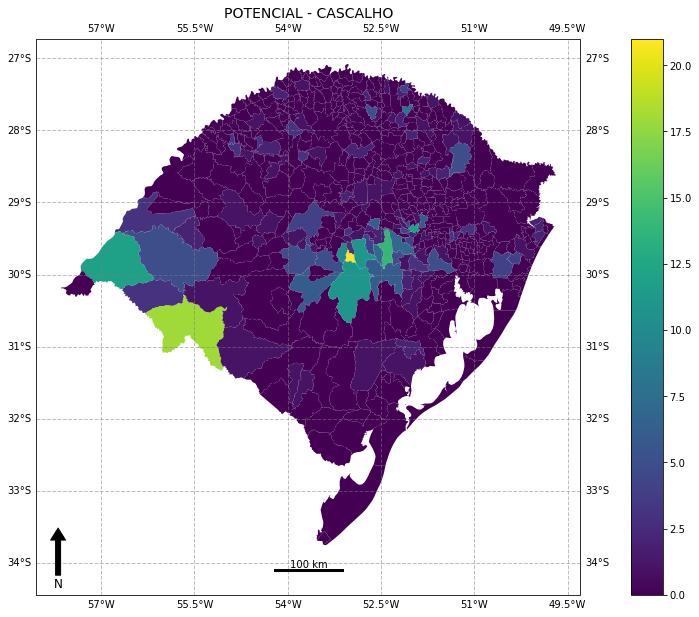 POTENCIAL - CASCALHO
57°W 55.5°W 54°W 52.5°W 51°W 49.5°W
27°S 27°S
20.0
28°S 28°S
17.5
29°S 29°S
15.0
30°S 30°S
12.5
31°S 31°S
10.0
32°S 32°S
7.5
33°S 33°S
5.0
2.5
34°S 34°S
100 km
N
0.0
57°W 55.5°W 54°W 52.5°W 51°W 49.5°W